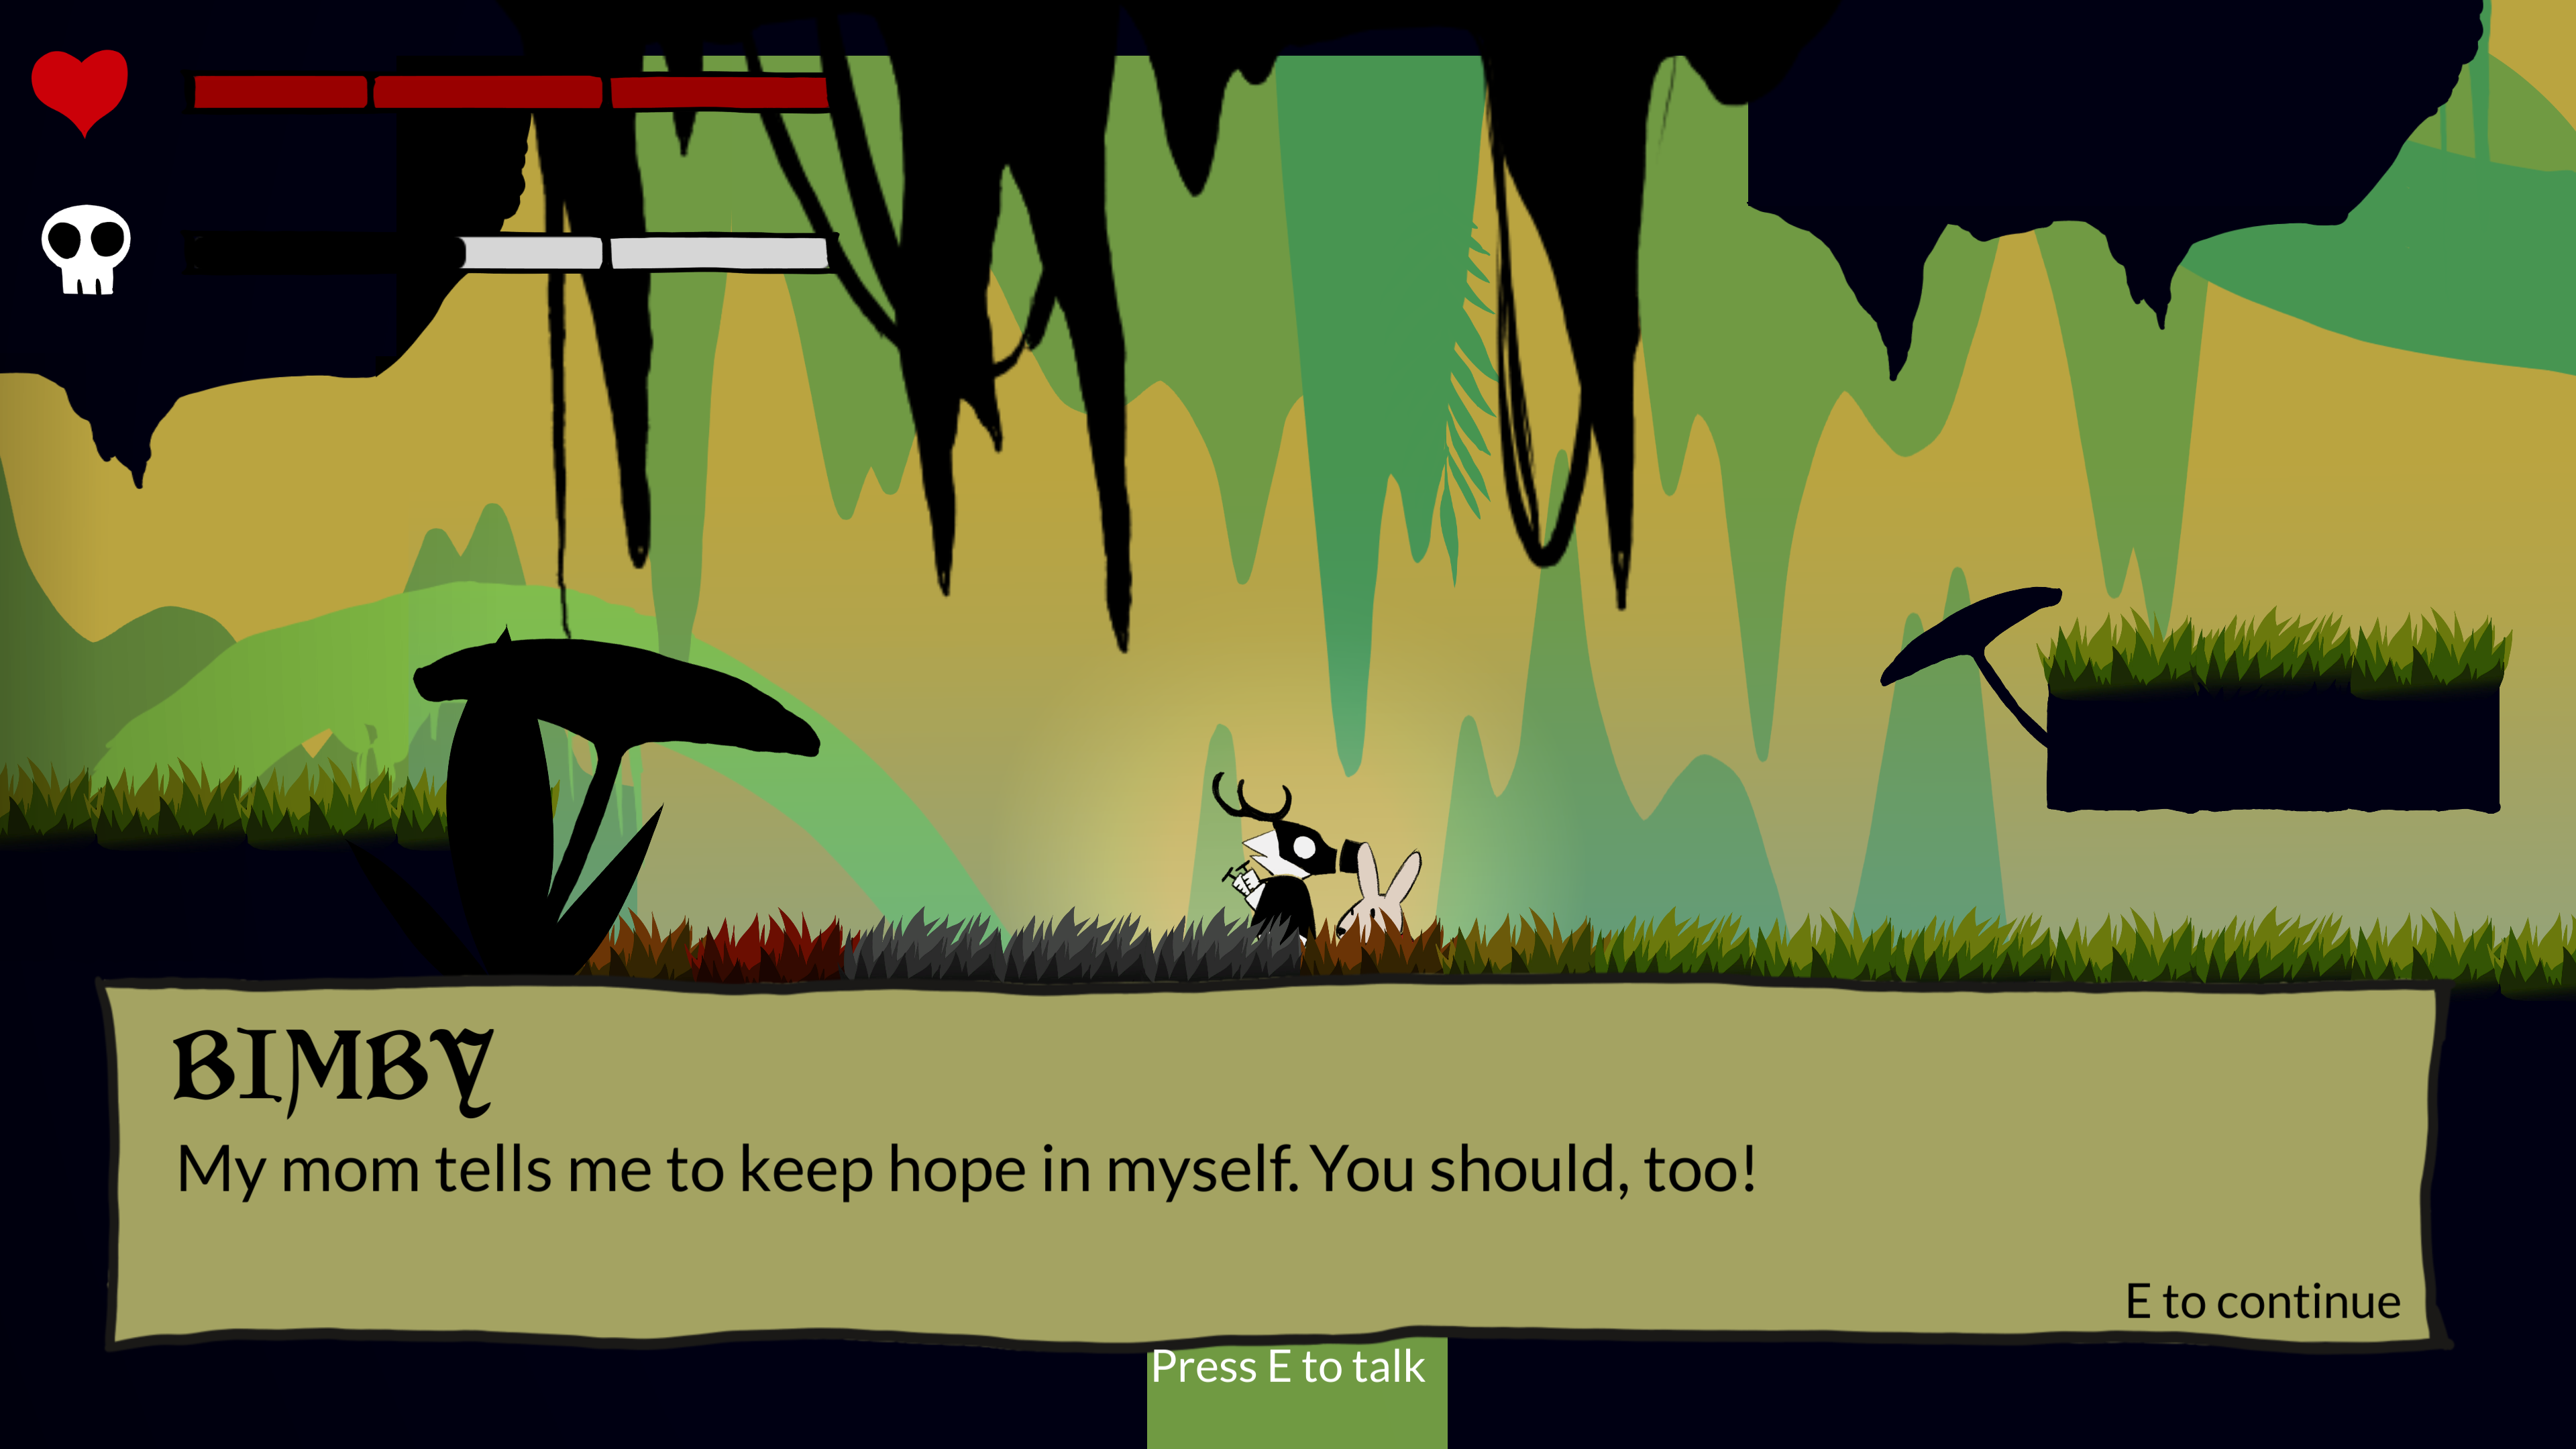 BIMBY
My mom tells me to keep hope in myself. You should, too!
E to continue
Press E to talk